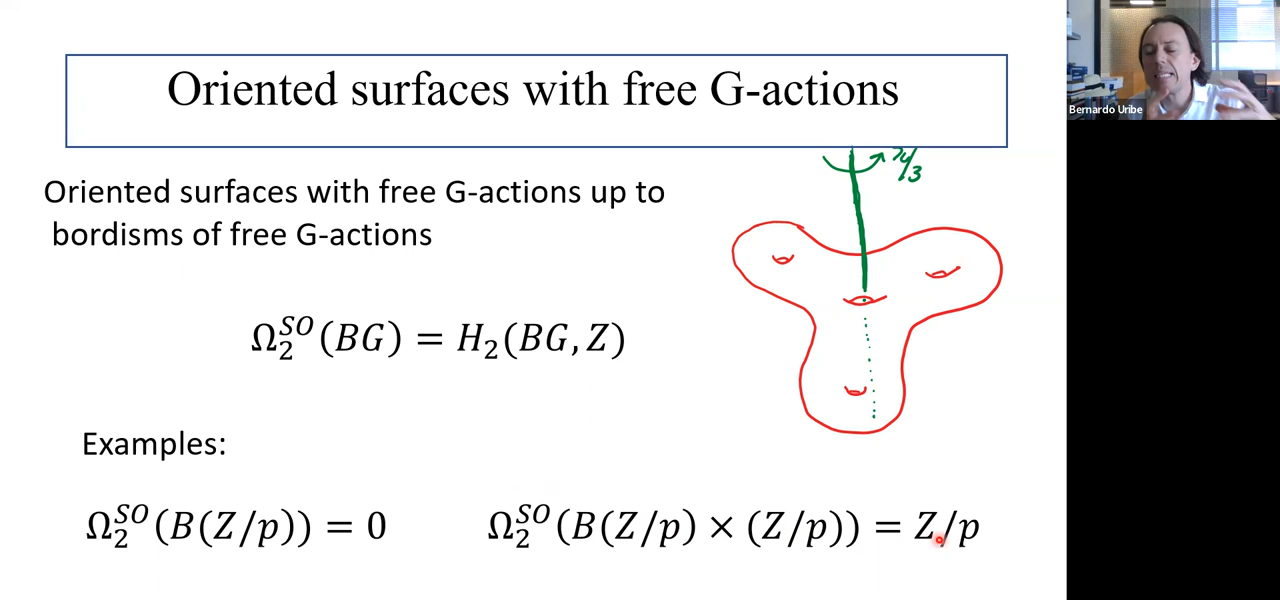 Oriented surfaces with free G-actions
Bernardo Uribe
Oriented surfaces with free G-actions up to
bordisms of free G-actions
Ω₂^{SO}(BG) = H₂(BG, Z)
Examples:
Ω₂^{SO}(B(Z/p)) = 0
Ω₂^{SO}(B(Z/p) × (Z/p)) = Z/p